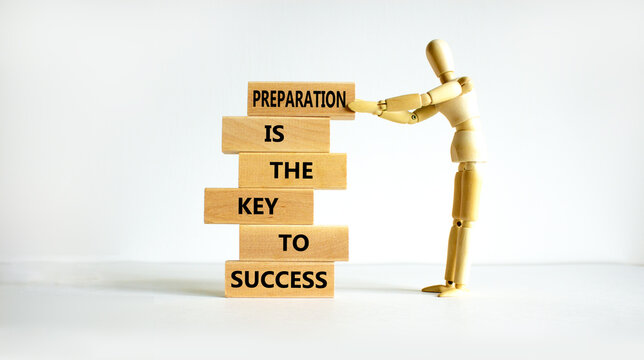 PREPARATION
IS
THE
KEY
TO
SUCCESS